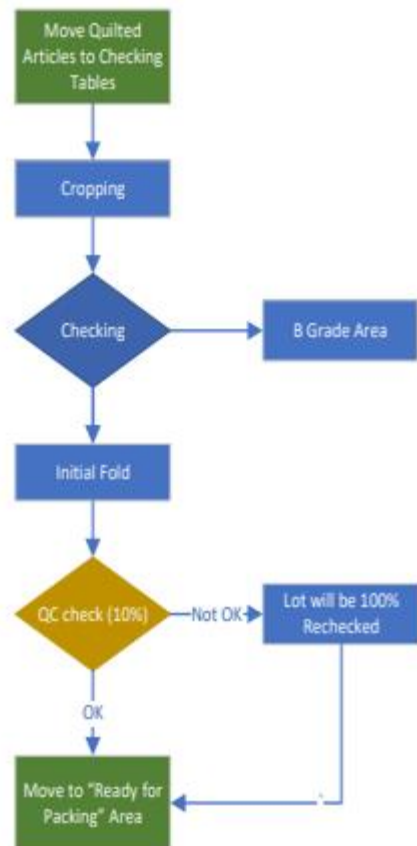 Move Quilted
Articles to Checking
Tables
Cropping
Checking
B Grade Area
Initial Fold
QC check (10%)
Not OK
Lot will be 100%
Rechecked
OK
Move to "Ready for
Packing" Area